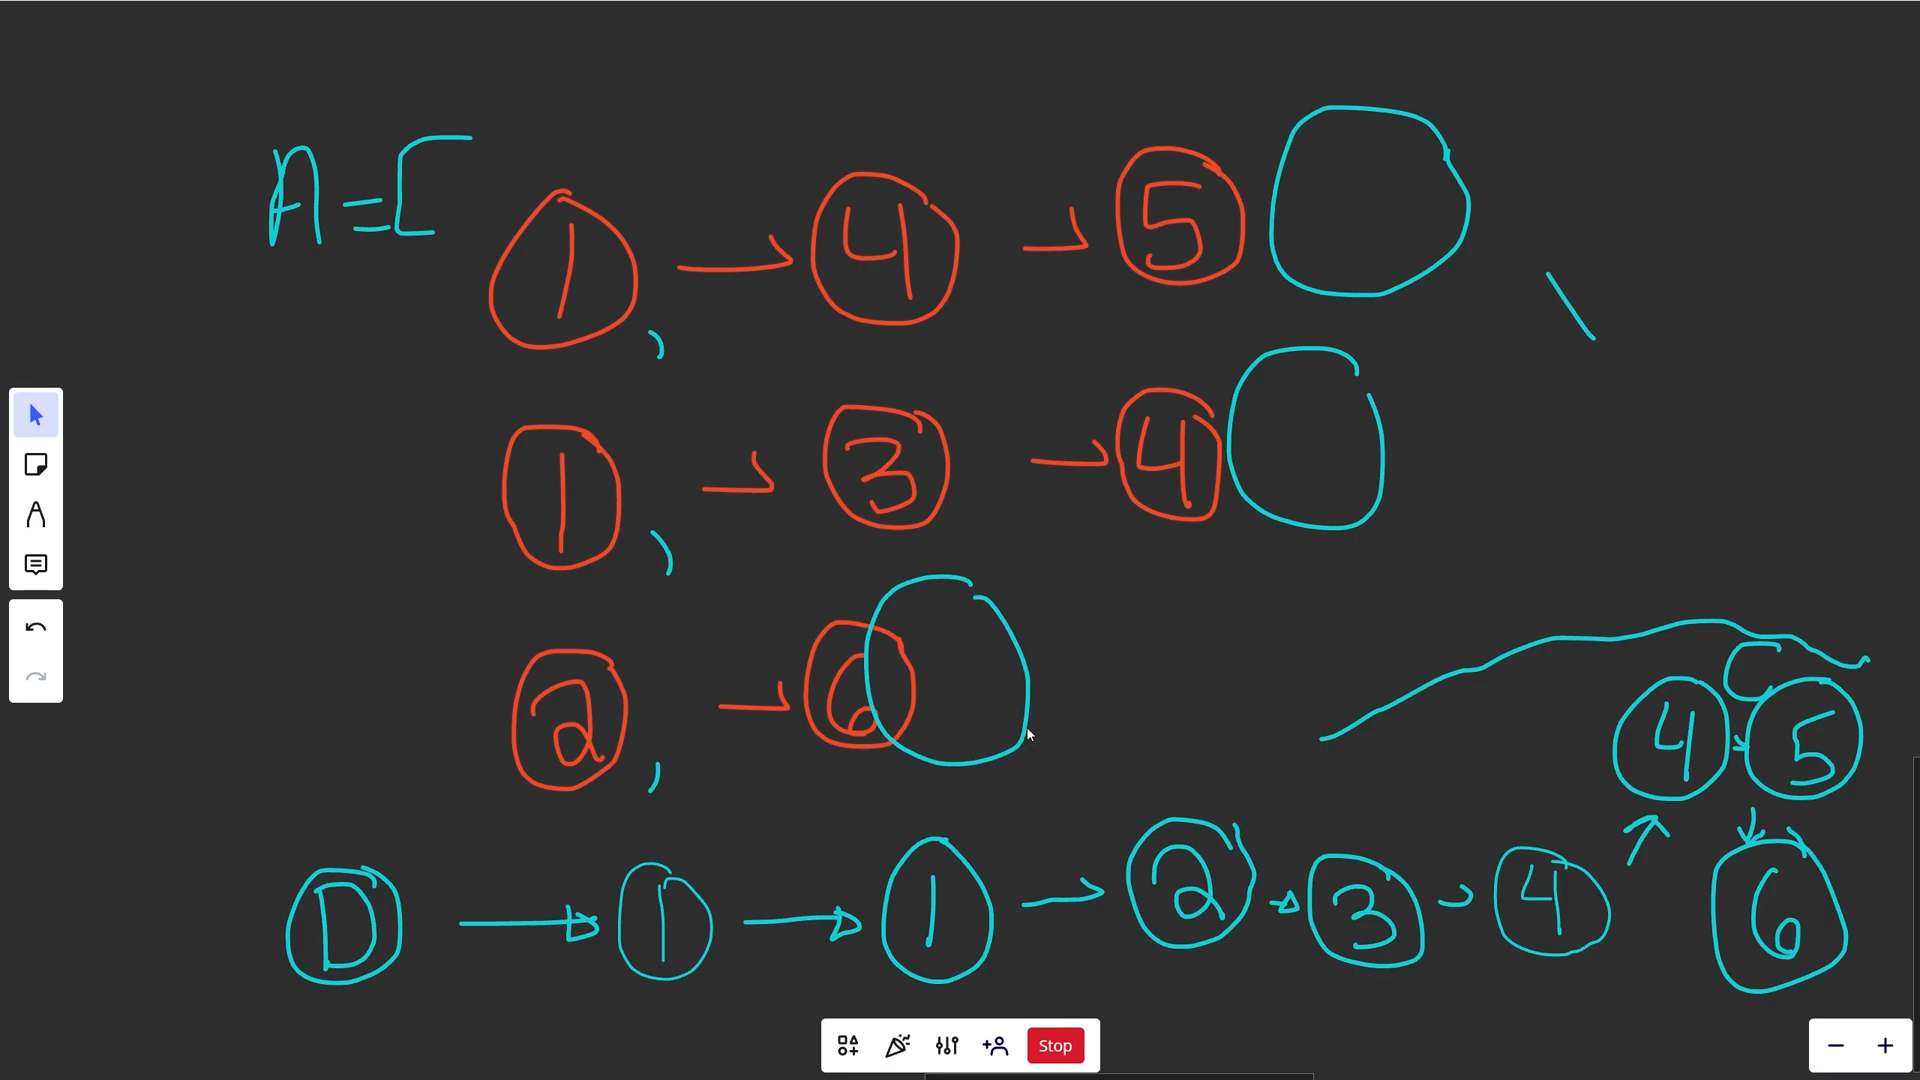 A = [
1 → 4 → 5
,
1 → 3 → 4
,
2 → 6
,
4 → 5
D → 1 → 1 → 2 → 3 → 4
6
Stop